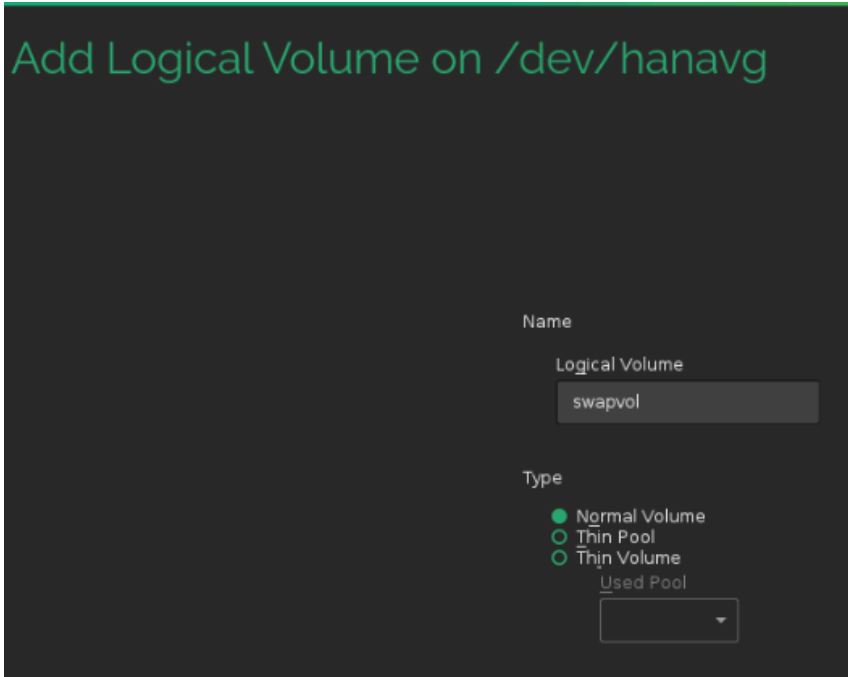 Add Logical Volume on /dev/hanavg
Name
Logical Volume
swapvol
Type
Normal Volume
Thin Pool
Thin Volume
Used Pool